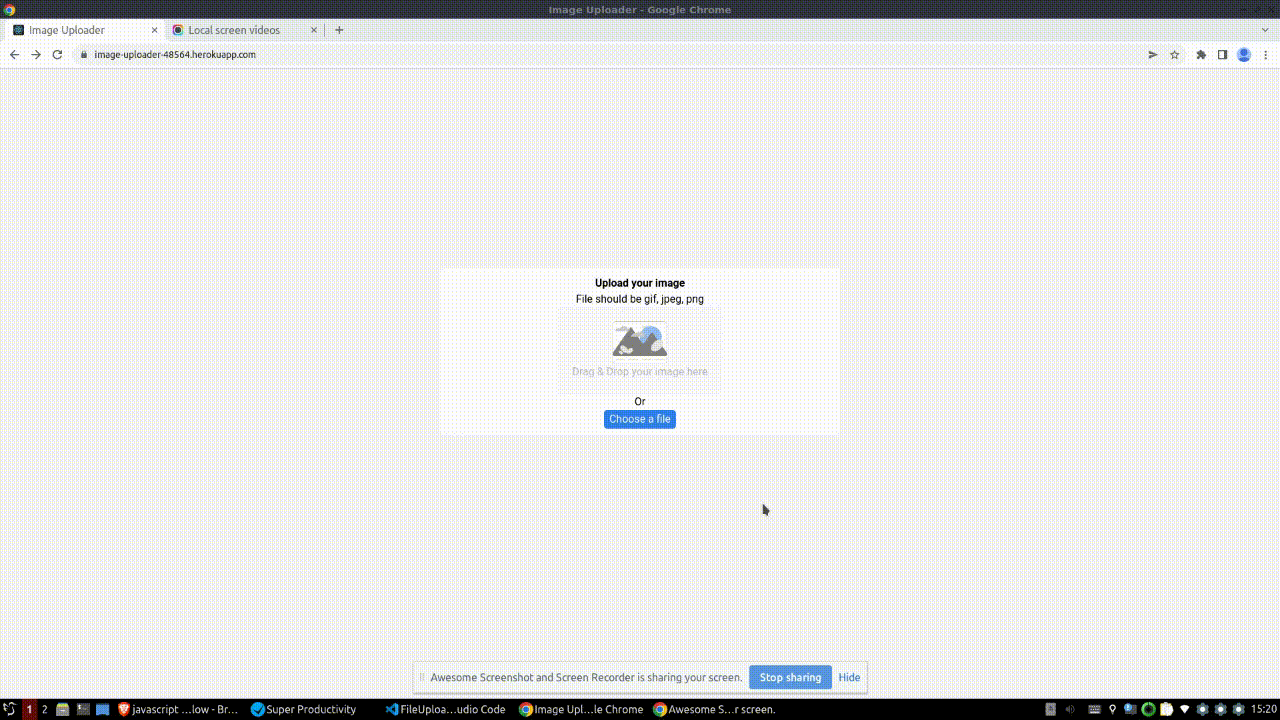 Image Uploader - Google Chrome
Image Uploader
Local screen videos
image-uploader-48564.herokuapp.com
Upload your image
File should be gif, jpeg, png
Drag & Drop your image here
Or
Choose a file
Awesome Screenshot and Screen Recorder is sharing your screen. Stop sharing Hide
1 2 javascript ...low - Br... Super Productivity FileUploa...udio Code Image Upl...le Chrome Awesome S...r screen. 15:20